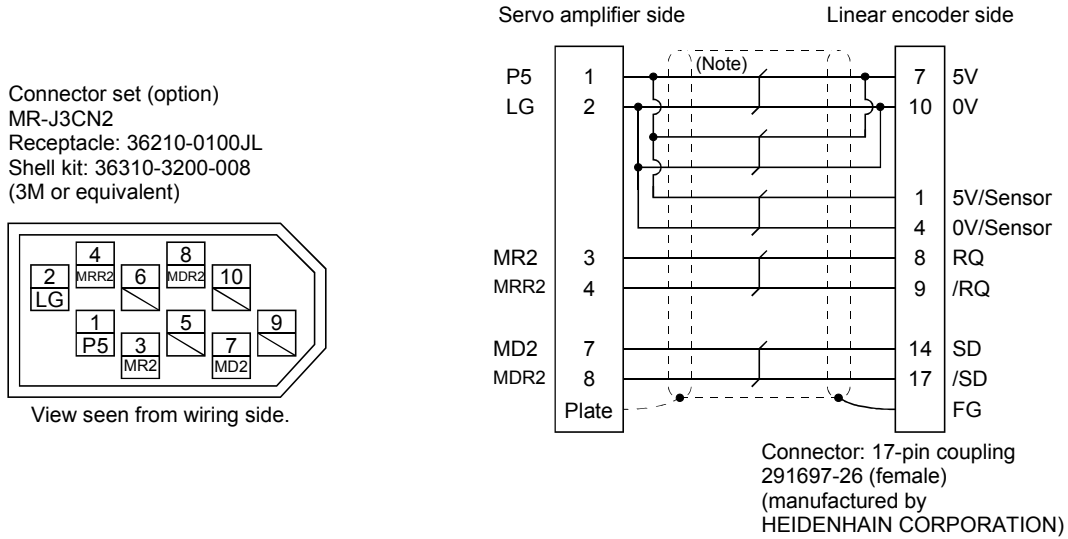 Servo amplifier side
Linear encoder side
Connector set (option)
MR-J3CN2
Receptacle: 36210-0100JL
Shell kit: 36310-3200-008
(3M or equivalent)
2
LG
4
MRR2
6
8
MDR2
10
1
P5
3
MR2
5
7
MD2
9
View seen from wiring side.
(Note)
P5 1 7 5V
LG 2 10 0V
1 5V/Sensor
4 0V/Sensor
MR2 3 8 RQ
MRR2 4 9 /RQ
MD2 7 14 SD
MDR2 8 17 /SD
Plate FG
Connector: 17-pin coupling
291697-26 (female)
(manufactured by
HEIDENHAIN CORPORATION)